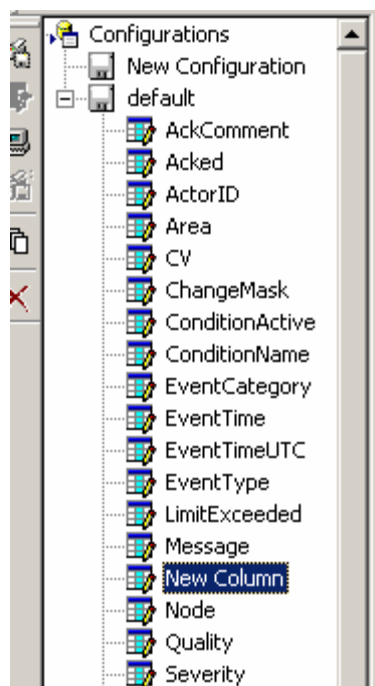 Configurations
New Configuration
default
AckComment
Acked
ActorID
Area
CV
ChangeMask
ConditionActive
ConditionName
EventCategory
EventTime
EventTimeUTC
EventType
LimitExceeded
Message
New Column
Node
Quality
Severity